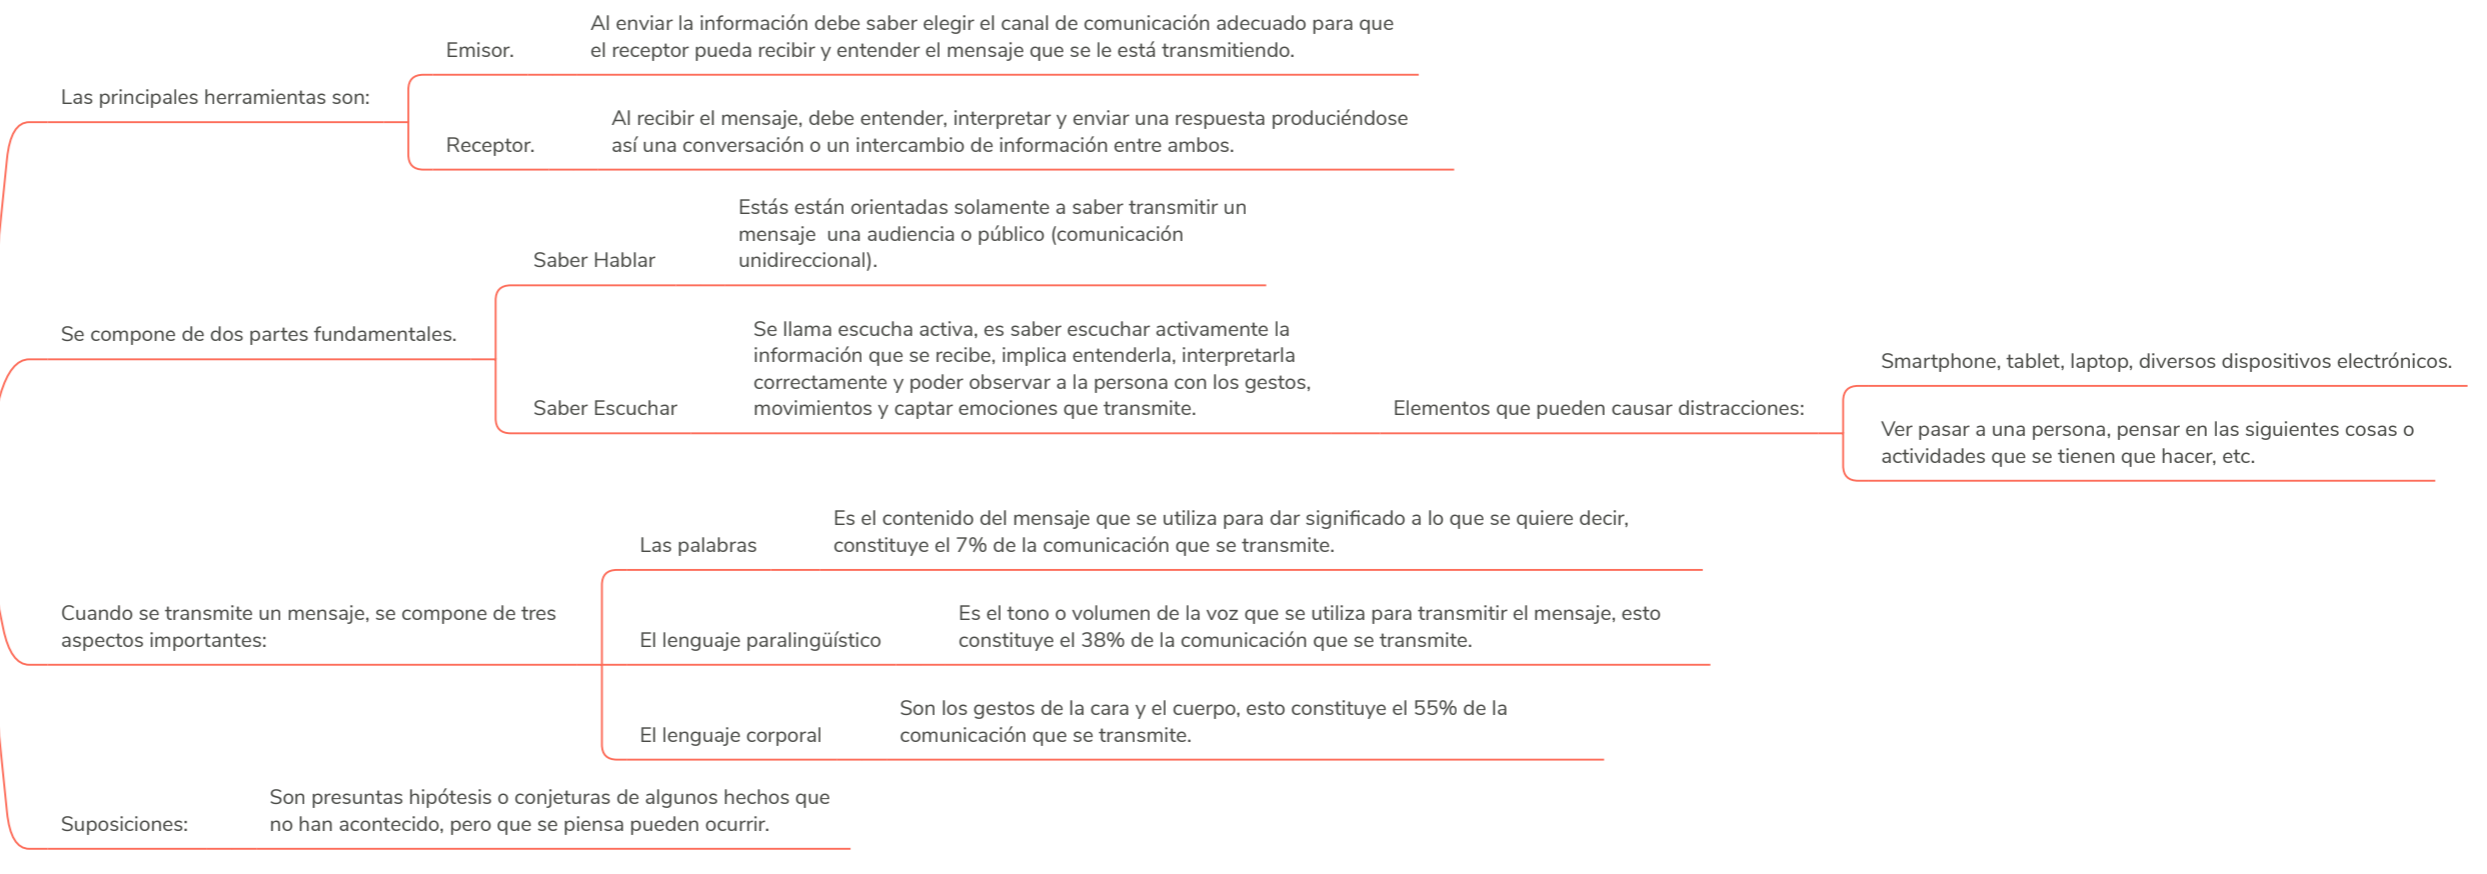 Las principales herramientas son:
Emisor.
Al enviar la información debe saber elegir el canal de comunicación adecuado para que
el receptor pueda recibir y entender el mensaje que se le está transmitiendo.
Receptor.
Al recibir el mensaje, debe entender, interpretar y enviar una respuesta produciéndose
así una conversación o un intercambio de información entre ambos.
Se compone de dos partes fundamentales.
Saber Hablar
Estás están orientadas solamente a saber transmitir un
mensaje  una audiencia o público (comunicación
unidireccional).
Saber Escuchar
Se llama escucha activa, es saber escuchar activamente la
información que se recibe, implica entenderla, interpretarla
correctamente y poder observar a la persona con los gestos,
movimientos y captar emociones que transmite.
Elementos que pueden causar distracciones:
Smartphone, tablet, laptop, diversos dispositivos electrónicos.
Ver pasar a una persona, pensar en las siguientes cosas o
actividades que se tienen que hacer, etc.
Cuando se transmite un mensaje, se compone de tres
aspectos importantes:
Las palabras
Es el contenido del mensaje que se utiliza para dar significado a lo que se quiere decir,
constituye el 7% de la comunicación que se transmite.
El lenguaje paralingüístico
Es el tono o volumen de la voz que se utiliza para transmitir el mensaje, esto
constituye el 38% de la comunicación que se transmite.
El lenguaje corporal
Son los gestos de la cara y el cuerpo, esto constituye el 55% de la
comunicación que se transmite.
Suposiciones:
Son presuntas hipótesis o conjeturas de algunos hechos que
no han acontecido, pero que se piensa pueden ocurrir.